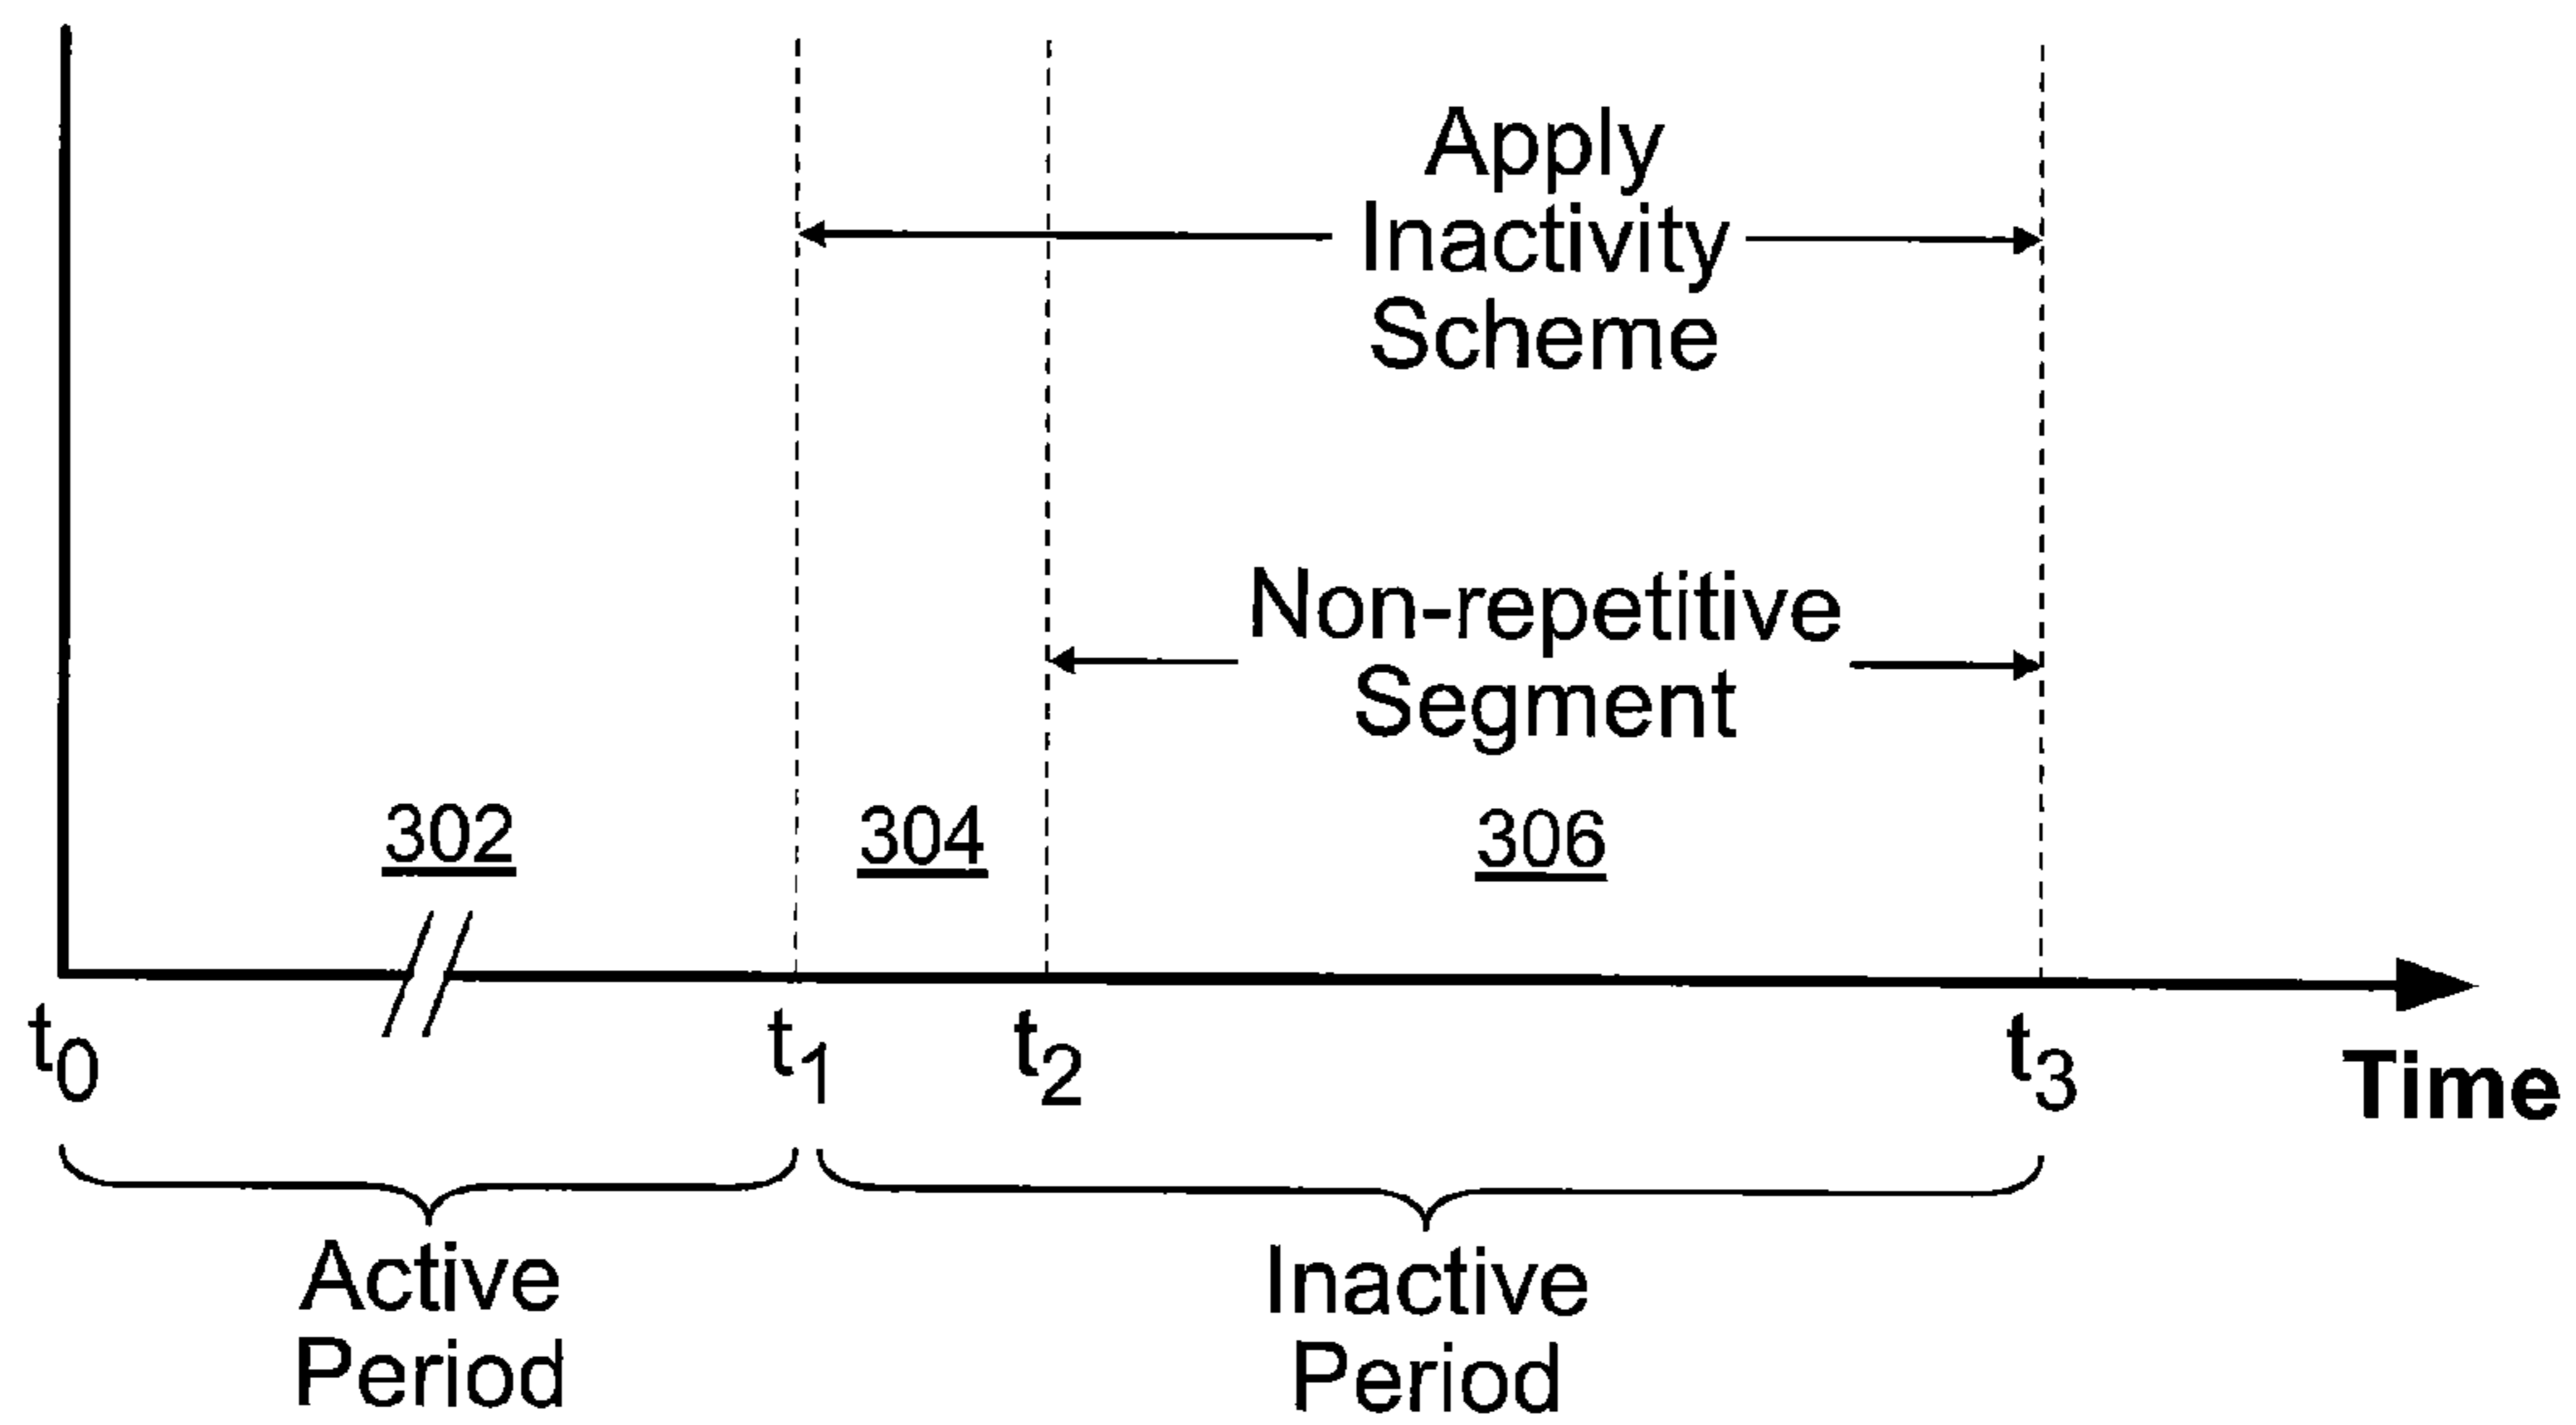 Apply
Inactivity
Scheme
Non-repetitive
Segment
302
304
306
t0
t1
t2
t3
Time
Active
Period
Inactive
Period